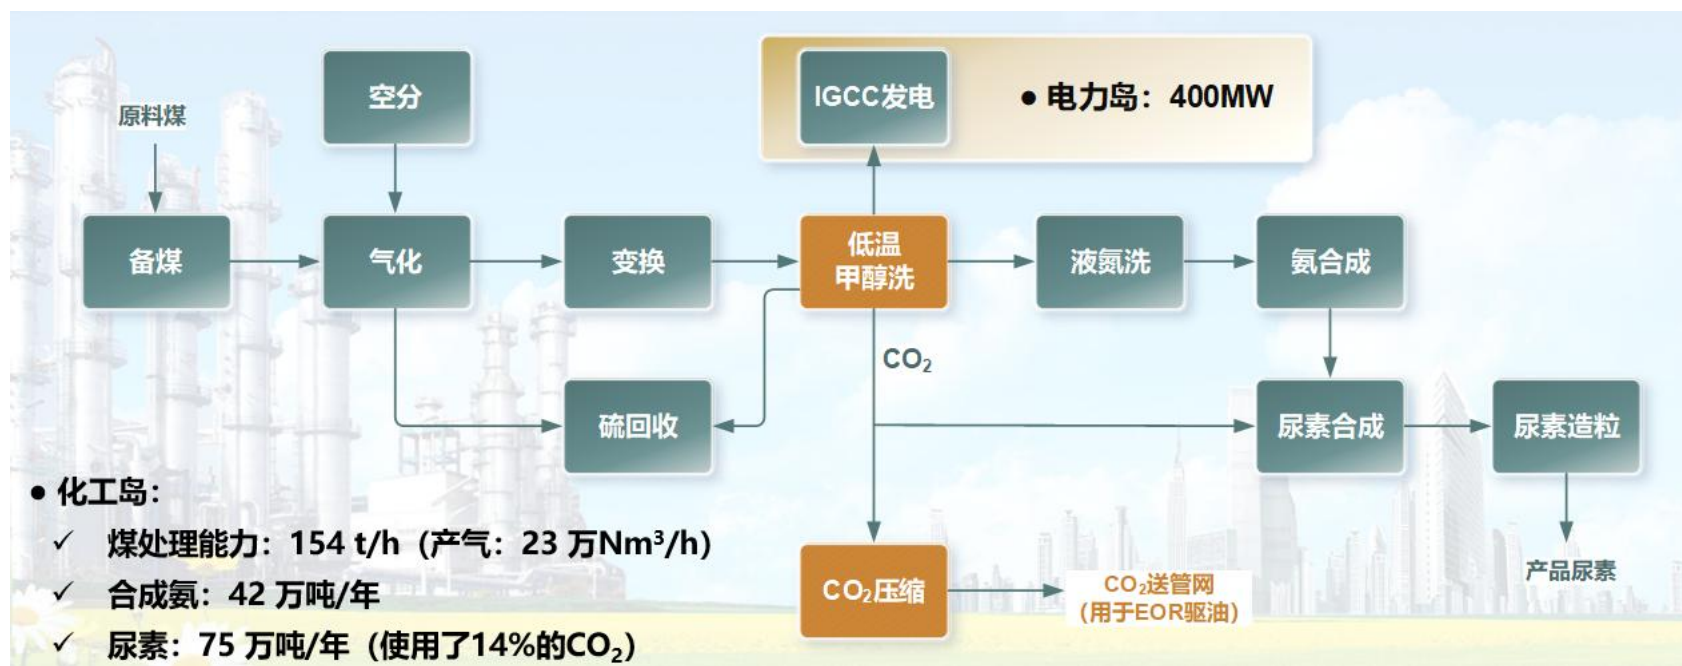 空分
IGCC发电
● 电力岛：400MW
原料煤
备煤
气化
变换
低温
甲醇洗
液氮洗
氨合成
CO₂
硫回收
尿素合成
尿素造粒
● 化工岛：
✓ 煤处理能力：154 t/h（产气：23 万Nm³/h）
✓ 合成氨：42 万吨/年
✓ 尿素：75 万吨/年（使用了14%的CO₂）
CO₂压缩
CO₂送管网
（用于EOR驱油）
产品尿素